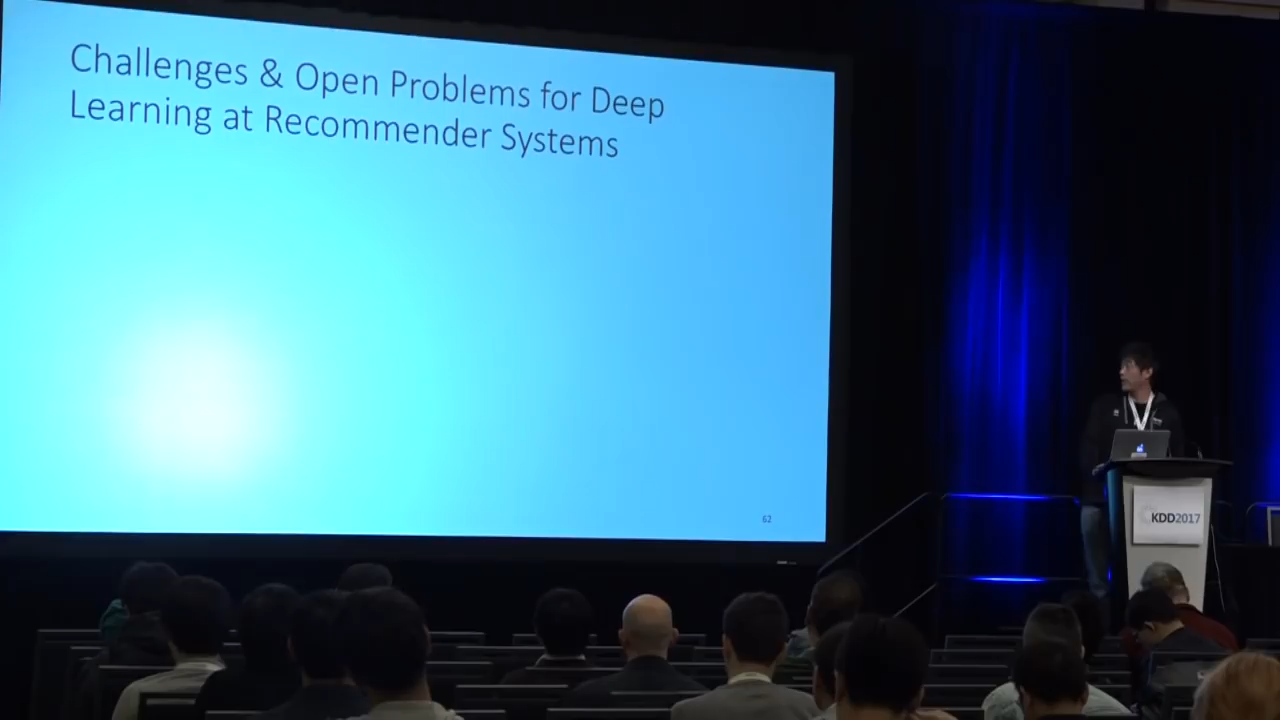 Challenges & Open Problems for Deep
Learning at Recommender Systems
62
KDD2017